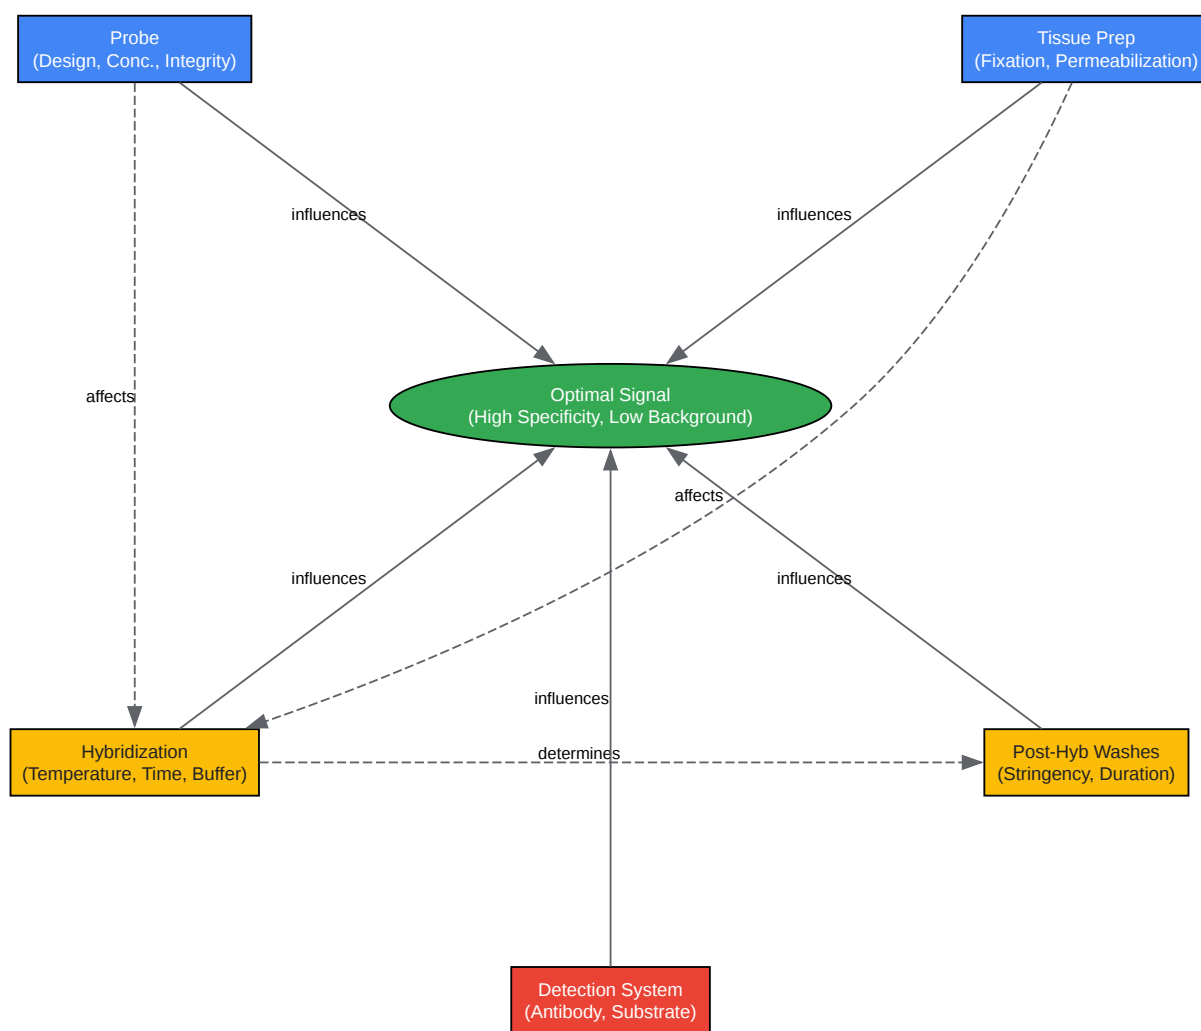 Probe
(Design, Conc., Integrity)
Tissue Prep
(Fixation, Permeabilization)
influences
influences
affects
Optimal Signal
(High Specificity, Low Background)
affects
influences
influences
influences
Hybridization
(Temperature, Time, Buffer)
determines
Post-Hyb Washes
(Stringency, Duration)
Detection System
(Antibody, Substrate)